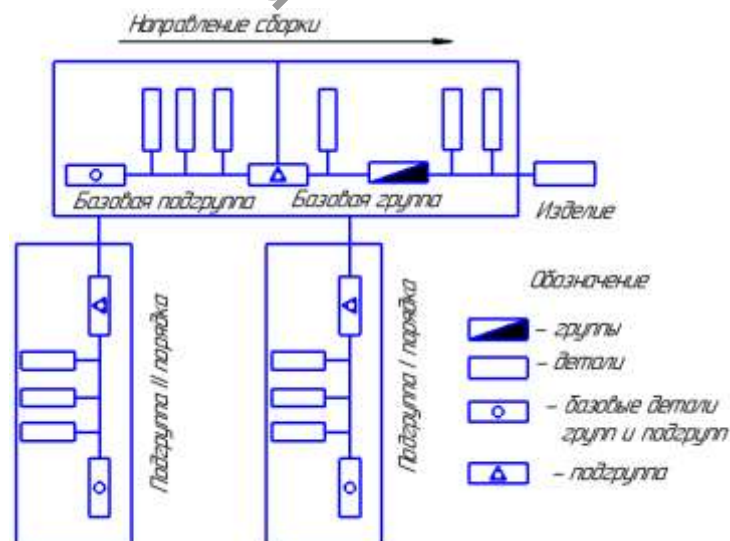 Направление сборки
Базовая подгруппа
Базовая группа
Изделие
Подгруппа II порядка
Подгруппа I порядка
Обозначение
– группы
– детали
– базовые детали
групп и подгрупп
– подгруппа